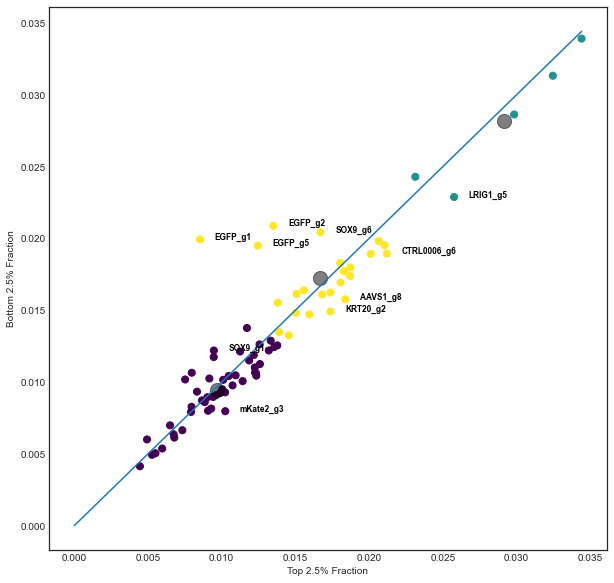 0.035
0.030
0.025
0.020
0.015
0.010
0.005
0.000
Bottom 2.5% Fraction
LRIG1_g5
EGFP_g2
SOX9_g6
EGFP_g1
EGFP_g5
CTRL0006_g6
AAVS1_g8
KRT20_g2
SOX9_g1
mKate2_g3
0.000 0.005 0.010 0.015 0.020 0.025 0.030 0.035
Top 2.5% Fraction